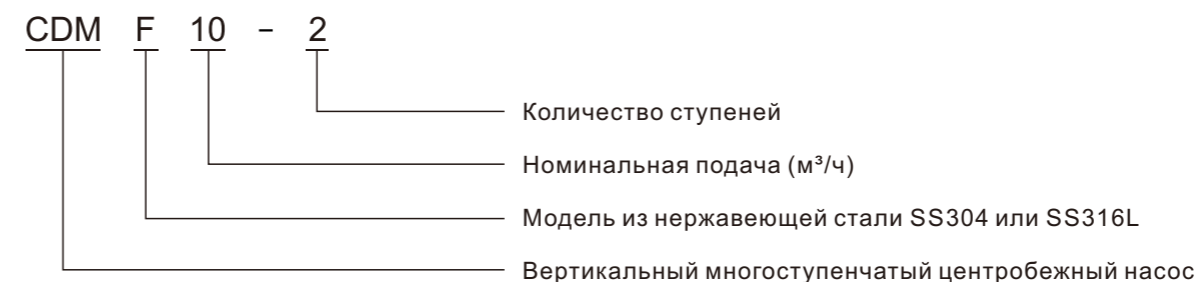 CDM F 10 - 2
Количество ступеней
Номинальная подача (м³/ч)
Модель из нержавеющей стали SS304 или SS316L
Вертикальный многоступенчатый центробежный насос